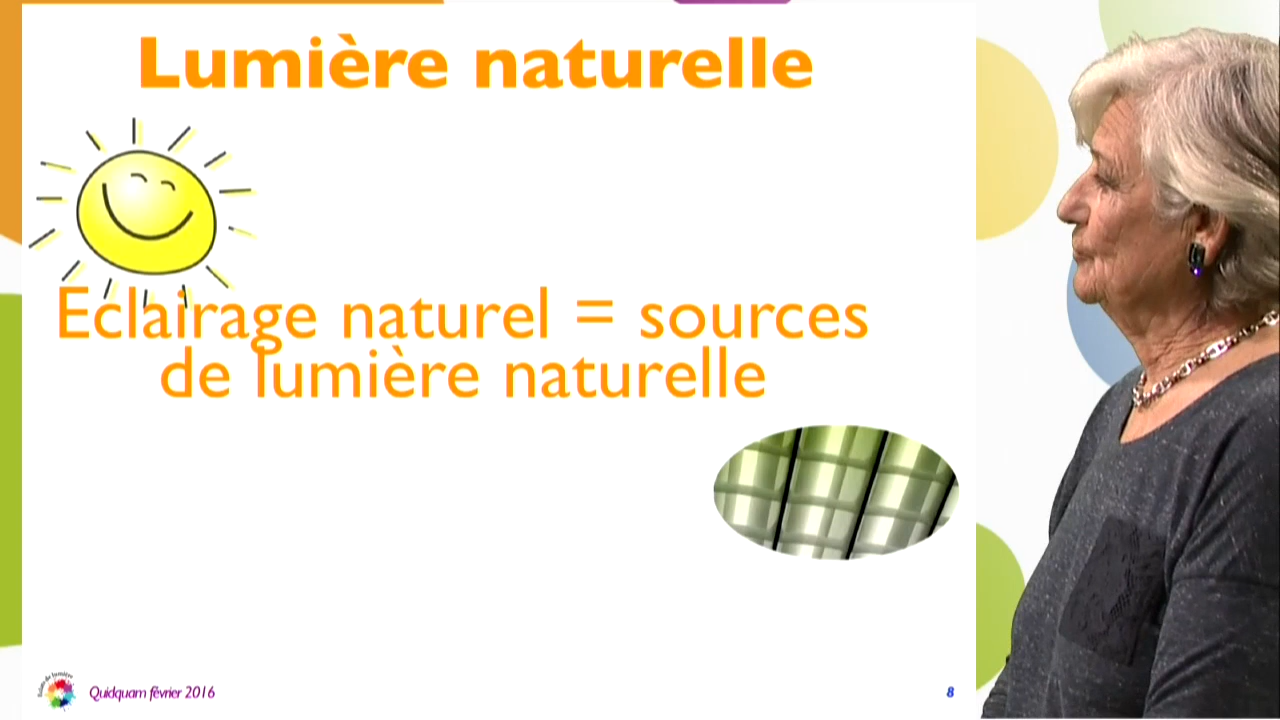 Lumière naturelle
Eclairage naturel = sources
de lumière naturelle
Quidquam février 2016
8